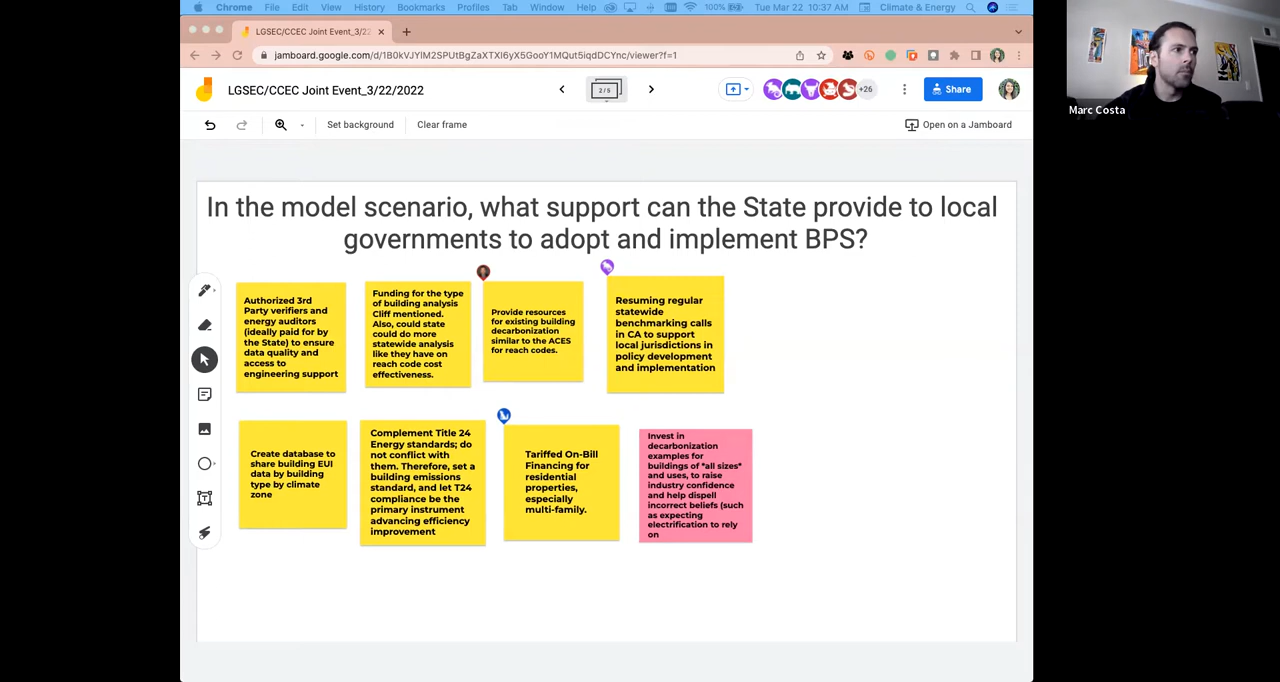 Chrome File Edit View History Bookmarks Profiles Tab Window Help 100% Tue Mar 22 10:37 AM Climate & Energy
LGSEC/CCEC Joint Event_3/22
jamboard.google.com/d/1B0kVJYlM2SPUtBgZaXTXl6yX5GooY1MQut5iqdDCYnc/viewer?f=1
LGSEC/CCEC Joint Event_3/22/2022
2/5
+26
Share
Set background
Clear frame
Open on a Jamboard
Marc Costa
In the model scenario, what support can the State provide to local
governments to adopt and implement BPS?
Authorized 3rd
Party verifiers and
energy auditors
(ideally paid for by
the State) to ensure
data quality and
access to
engineering support
Funding for the type
of building analysis
Cliff mentioned.
Also, could state
could do more
statewide analysis
like they have on
reach code cost
effectiveness.
Provide resources
for existing building
decarbonization
similar to the ACES
for reach codes.
Resuming regular
statewide
benchmarking calls
in CA to support
local jurisdictions in
policy development
and implementation
Create database to
share building EUI
data by building
type by climate
zone
Complement Title 24
Energy standards; do
not conflict with
them. Therefore, set a
building emissions
standard, and let T24
compliance be the
primary instrument
advancing efficiency
improvement
Tariffed On-Bill
Financing for
residential
properties,
especially
multi-family.
Invest in
decarbonization
examples for
buildings of *all sizes*
and uses, to raise
industry confidence
and help dispell
incorrect beliefs (such
as expecting
electrification to rely
on